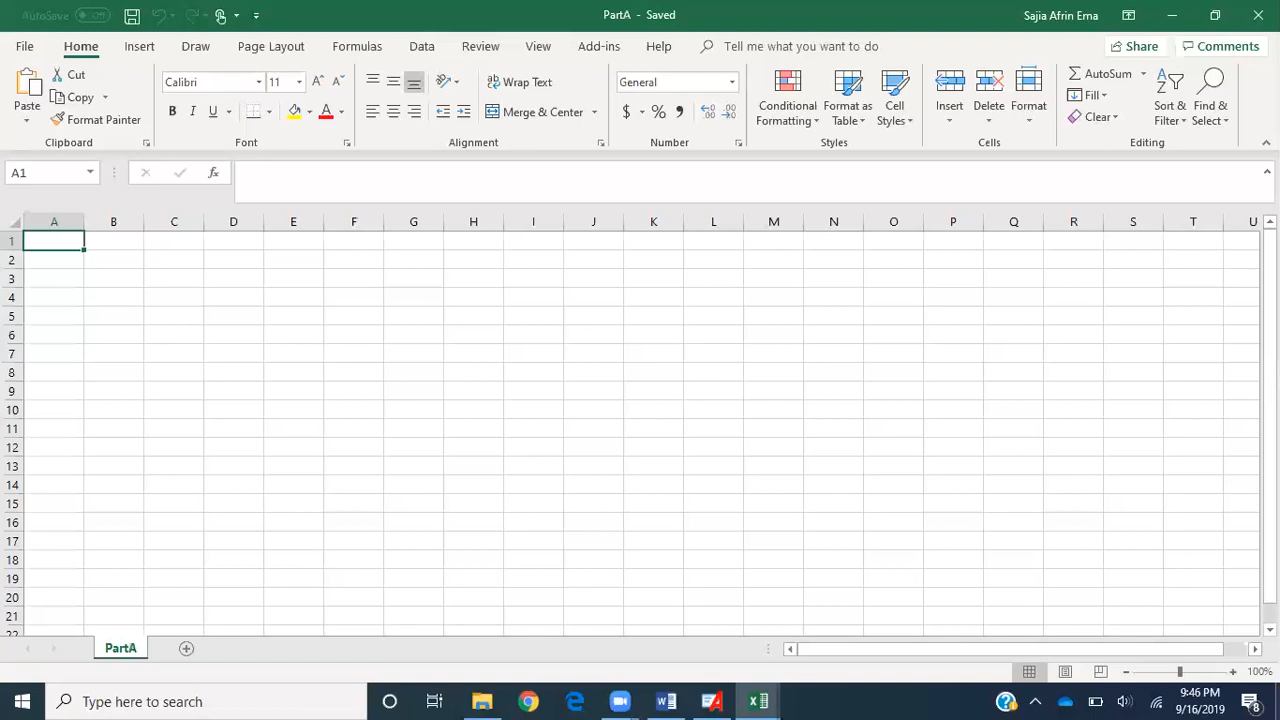 AutoSave Off PartA - Saved Sajia Afrin Erna
File Home Insert Draw Page Layout Formulas Data Review View Add-ins Help Tell me what you want to do Share Comments
Paste Cut Copy Format Painter
Calibri 11
B I U A
Wrap Text
Merge & Center
General
$ % ,
Conditional Formatting Format as Table Cell Styles
Insert Delete Format
AutoSum
Fill
Clear
Sort & Filter Find & Select
Clipboard Font Alignment Number Styles Cells Editing
A1 fx
A B C D E F G H I J K L M N O P Q R S T U
1
2
3
4
5
6
7
8
9
10
11
12
13
14
15
16
17
18
19
20
21
22
PartA
100%
Type here to search
9:46 PM
9/16/2019
8